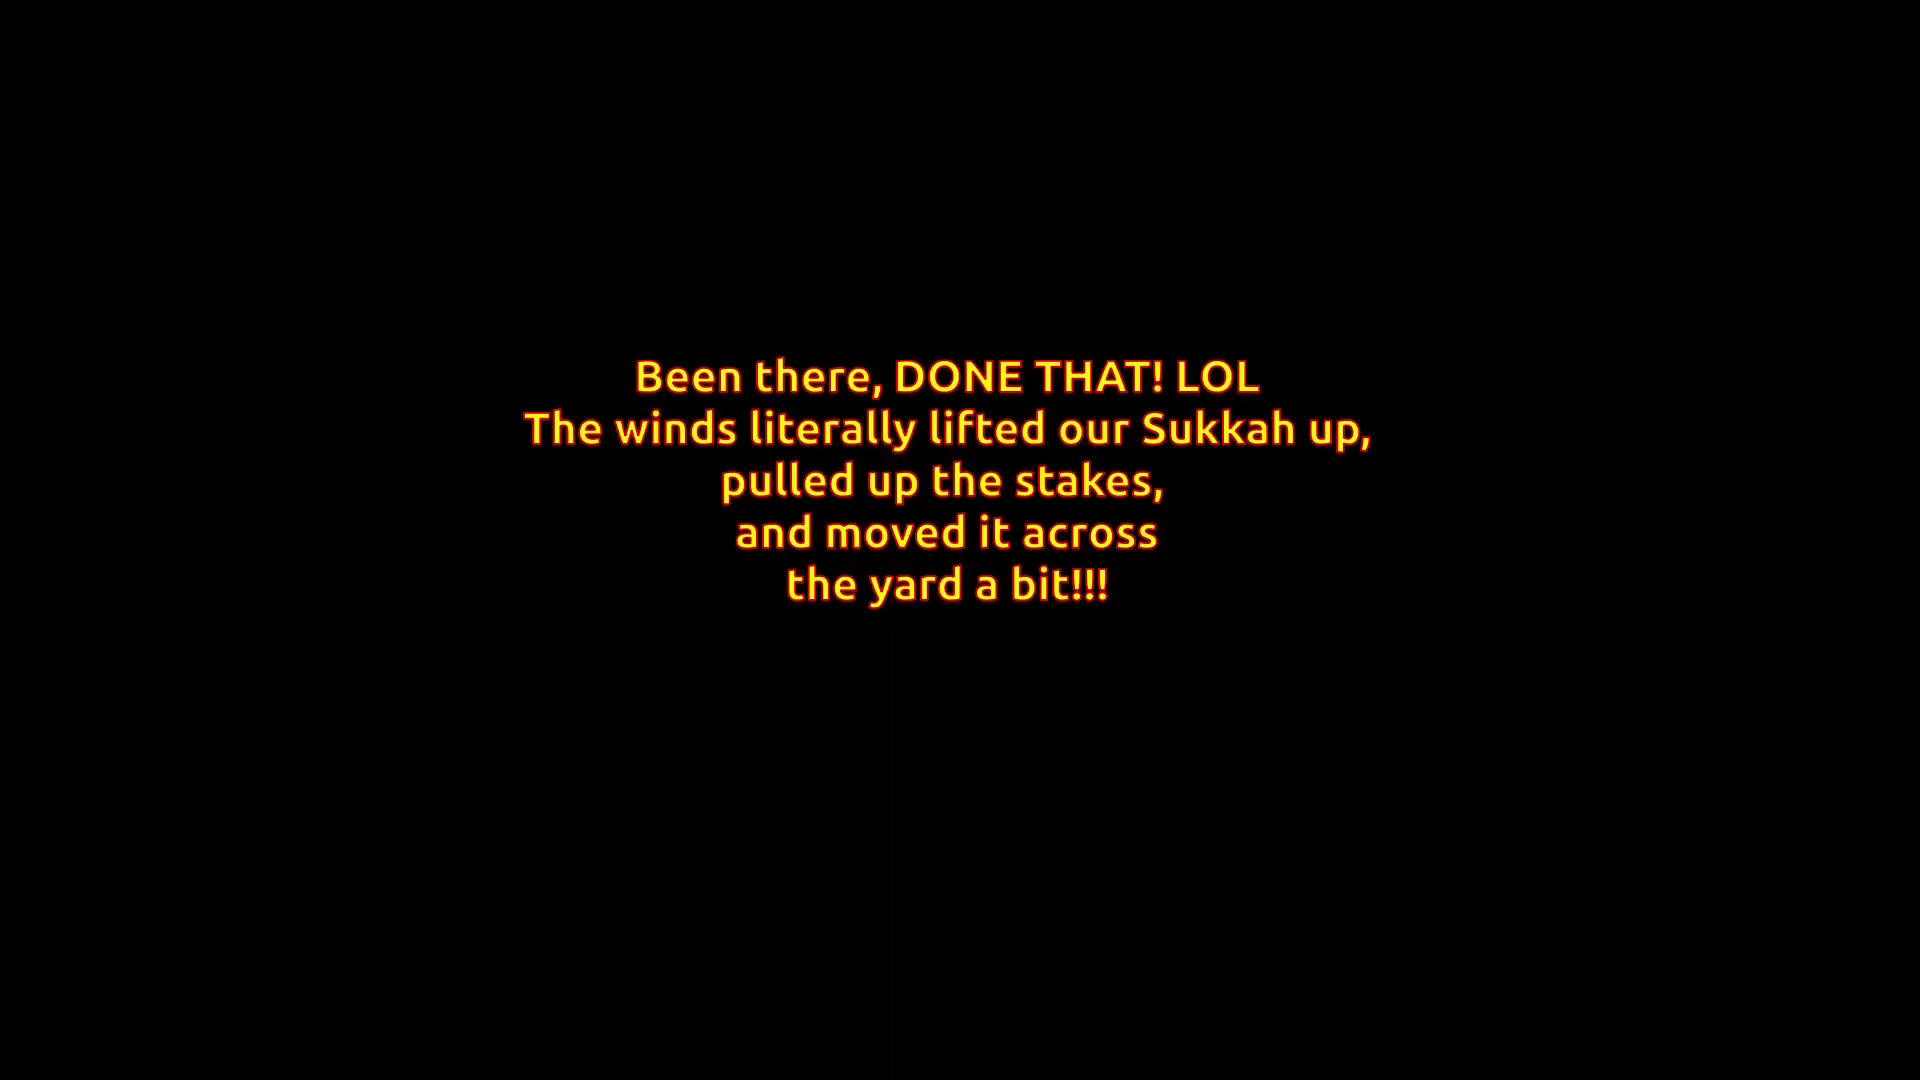 Been there, DONE THAT! LOL
The winds literally lifted our Sukkah up,
pulled up the stakes,
and moved it across
the yard a bit!!!